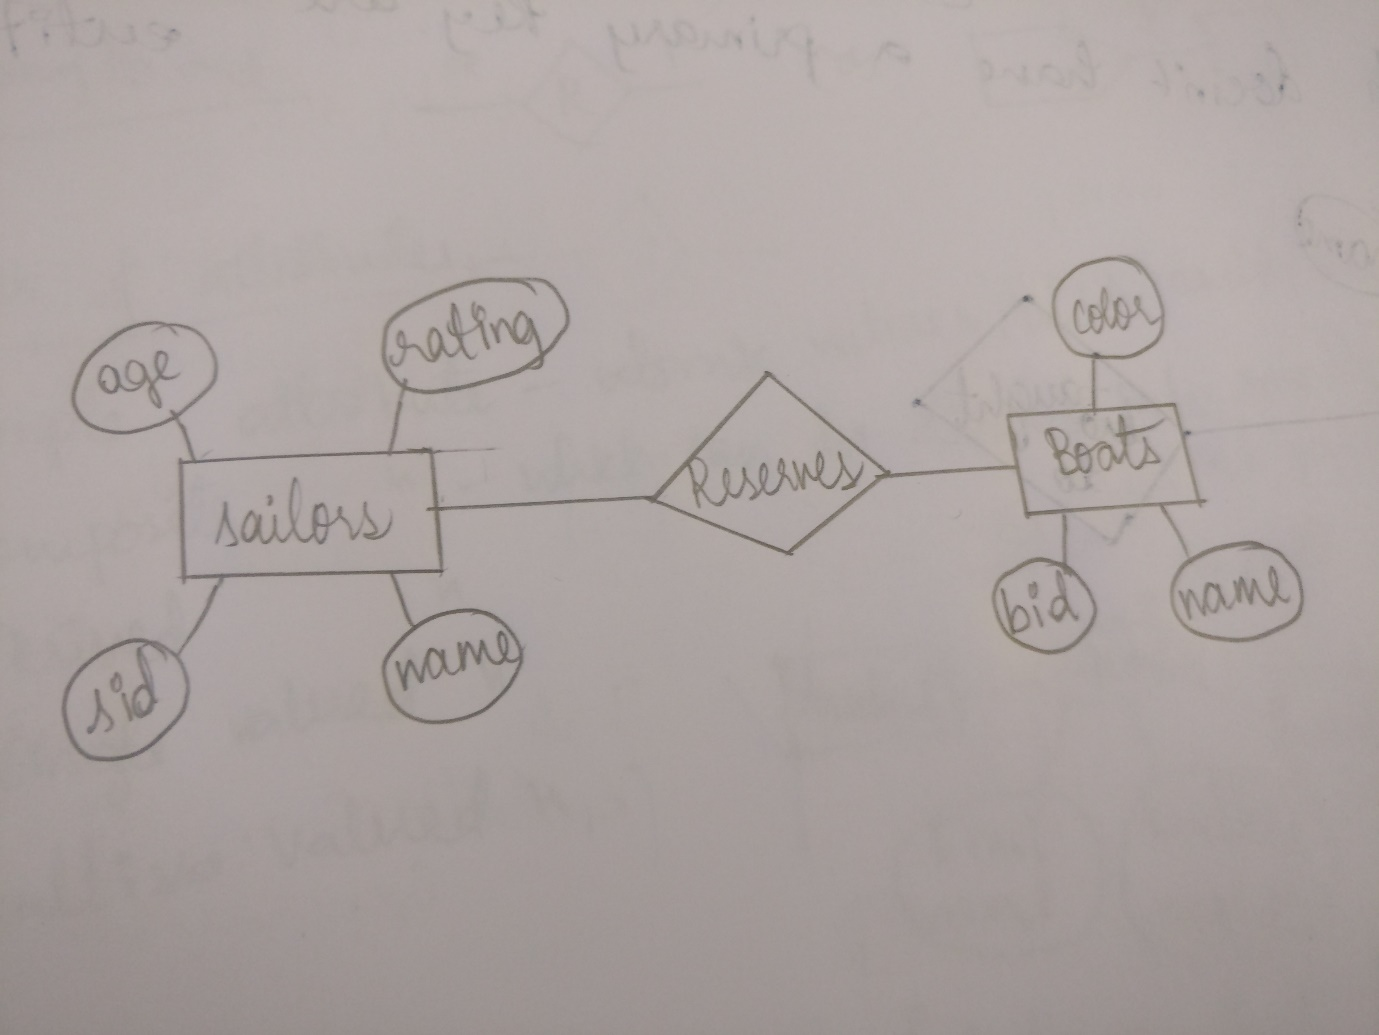 color
rating
age
Boats
Reserves
sailors
bid
name
name
sid